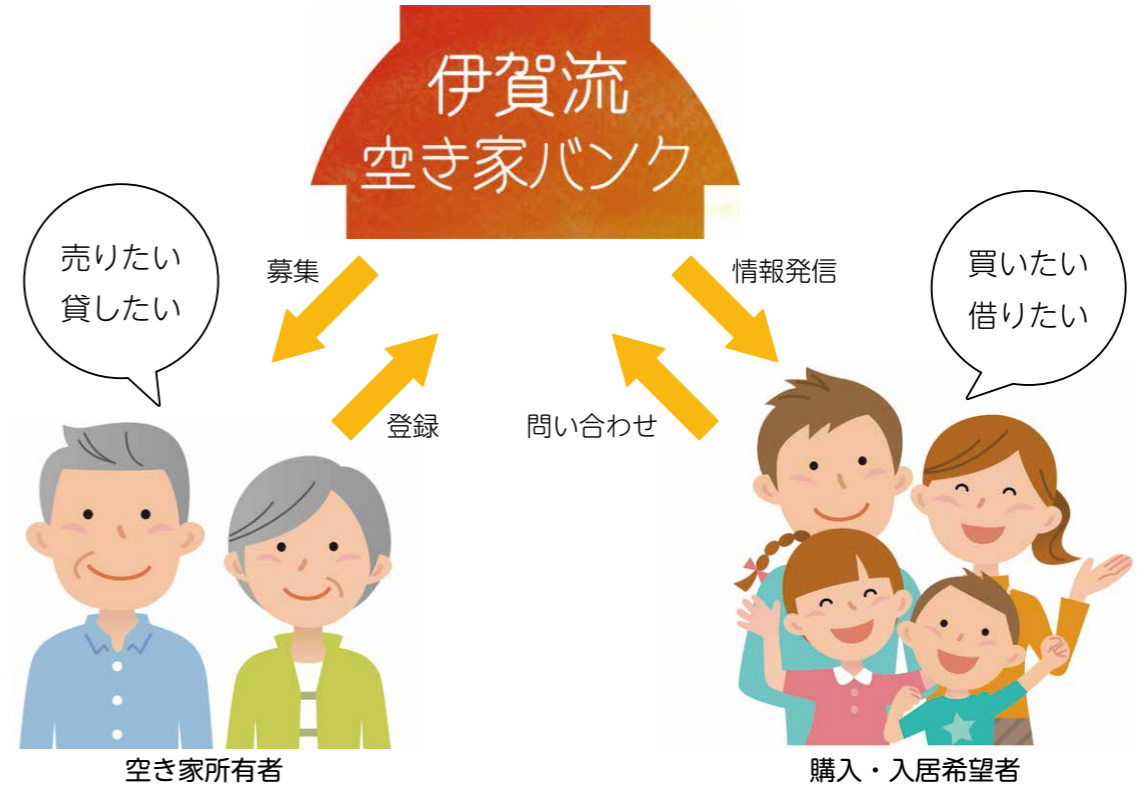 伊賀流
空き家バンク
売りたい
貸したい
募集
情報発信
買いたい
借りたい
登録
問い合わせ
空き家所有者
購入・入居希望者